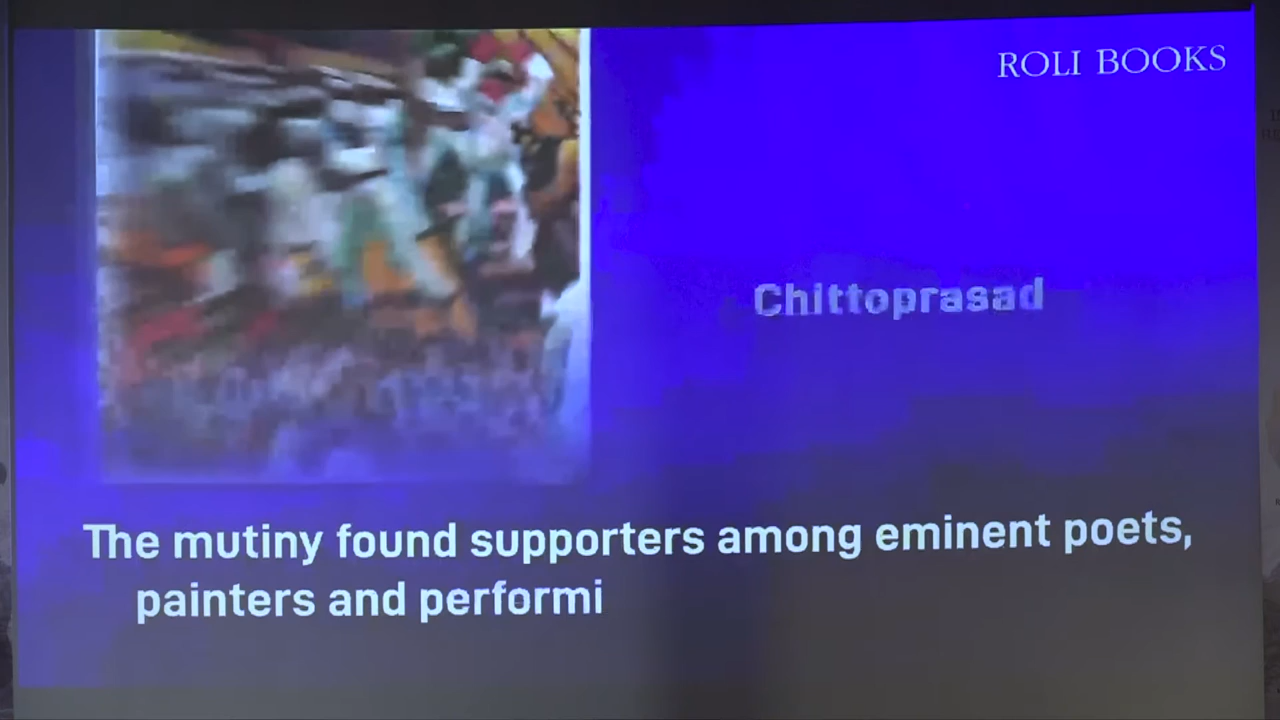 ROLI BOOKS
Chittoprasad
The mutiny found supporters among eminent poets,
painters and performi